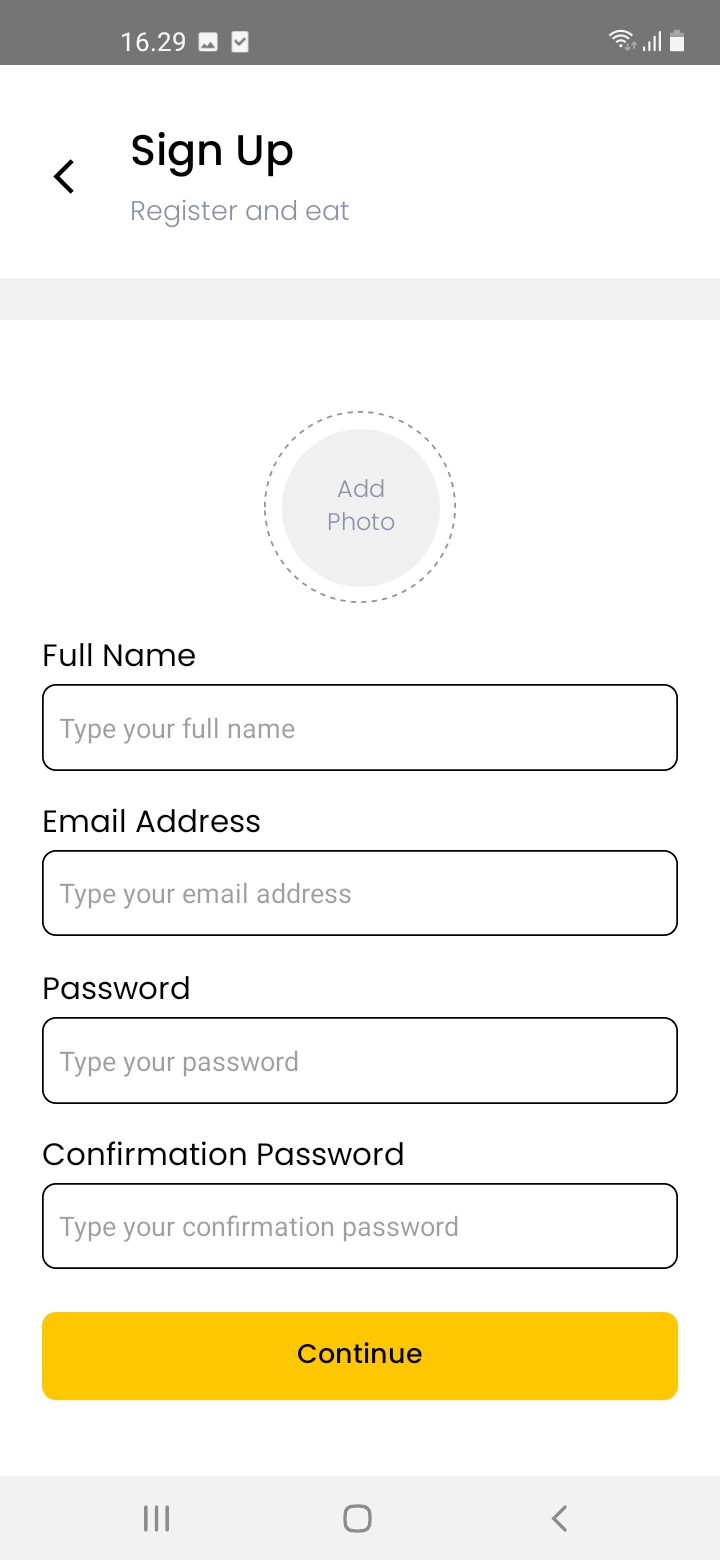 16.29
Sign Up
Register and eat
Add
Photo
Full Name
Type your full name
Email Address
Type your email address
Password
Type your password
Confirmation Password
Type your confirmation password
Continue